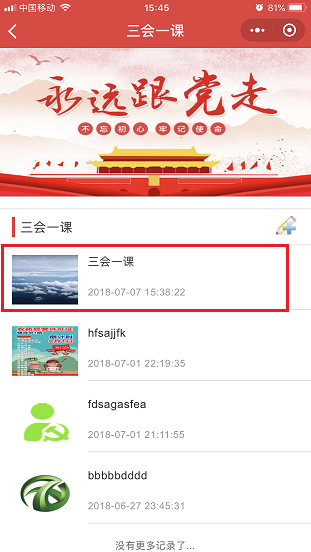 中国移动
15:45
81%
三会一课
永远跟党走
不忘初心 牢记使命
三会一课
三会一课
2018-07-07 15:38:22
hfsajjfk
2018-07-01 22:19:35
fdsagasfea
2018-07-01 21:11:55
bbbbbdddd
2018-06-27 23:45:31
没有更多记录了...